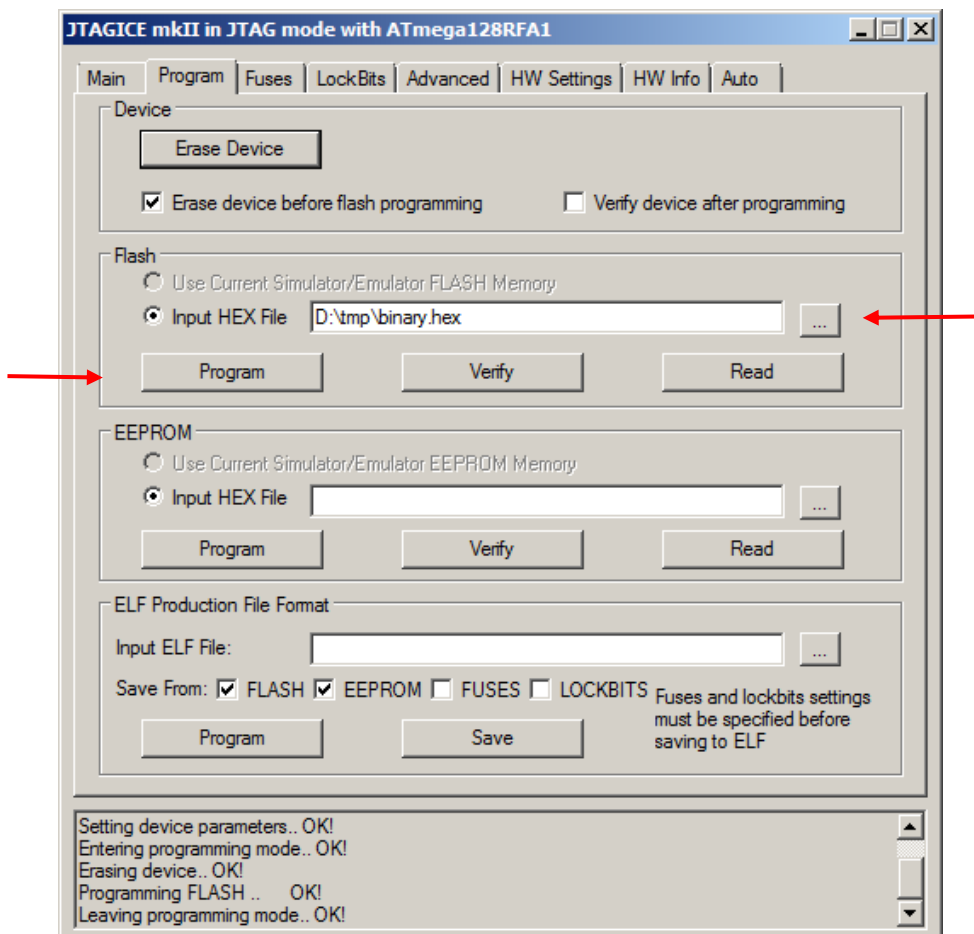 JTAGICE mkII in JTAG mode with ATmega128RFA1
Main Program Fuses LockBits Advanced HW Settings HW Info Auto
Device
Erase Device
Erase device before flash programming Verify device after programming
Flash
Use Current Simulator/Emulator FLASH Memory
Input HEX File D:\tmp\binary.hex ...
Program Verify Read
EEPROM
Use Current Simulator/Emulator EEPROM Memory
Input HEX File ...
Program Verify Read
ELF Production File Format
Input ELF File: ...
Save From: FLASH EEPROM FUSES LOCKBITS
Fuses and lockbits settings
must be specified before
saving to ELF
Program Save
Setting device parameters.. OK!
Entering programming mode.. OK!
Erasing device.. OK!
Programming FLASH .. OK!
Leaving programming mode.. OK!